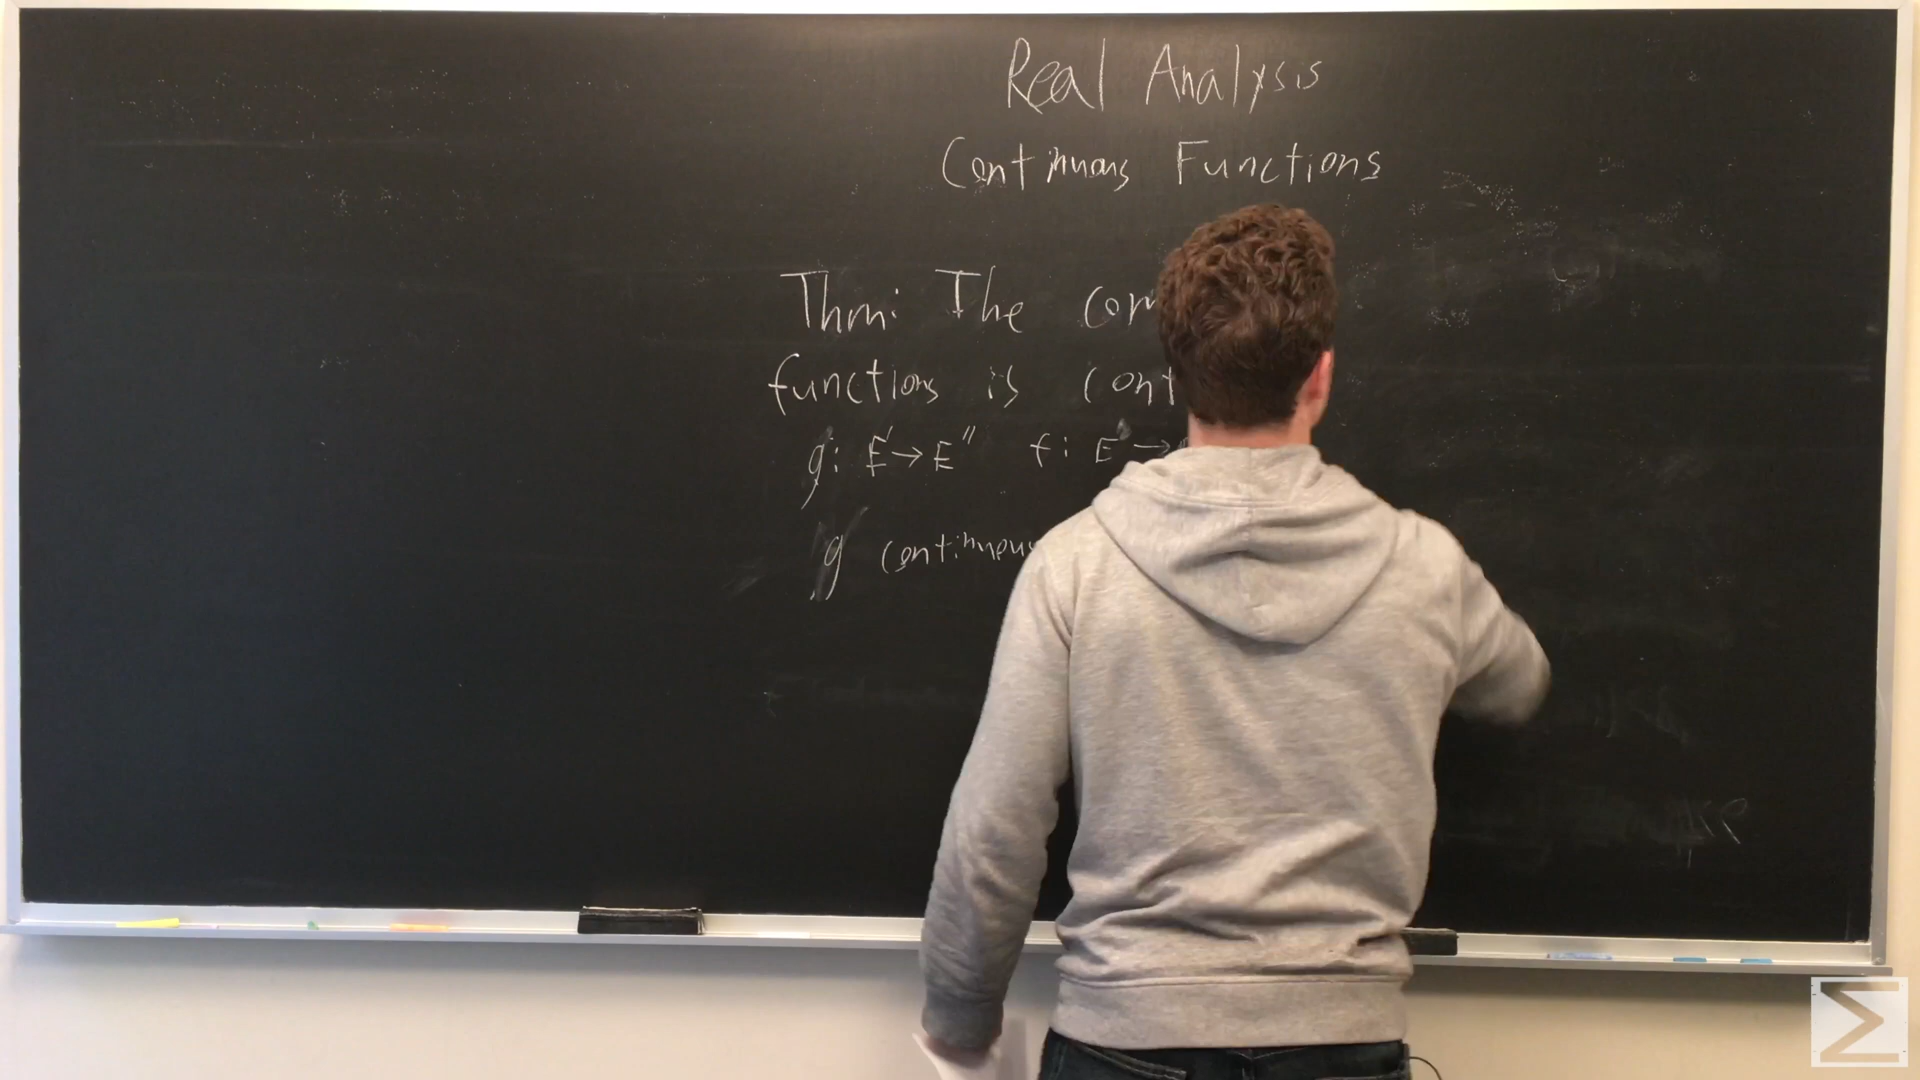 Real Analysis
Continuous Functions
Thm: The com
functions is cont
g: E'→E" f: E →
g continuous